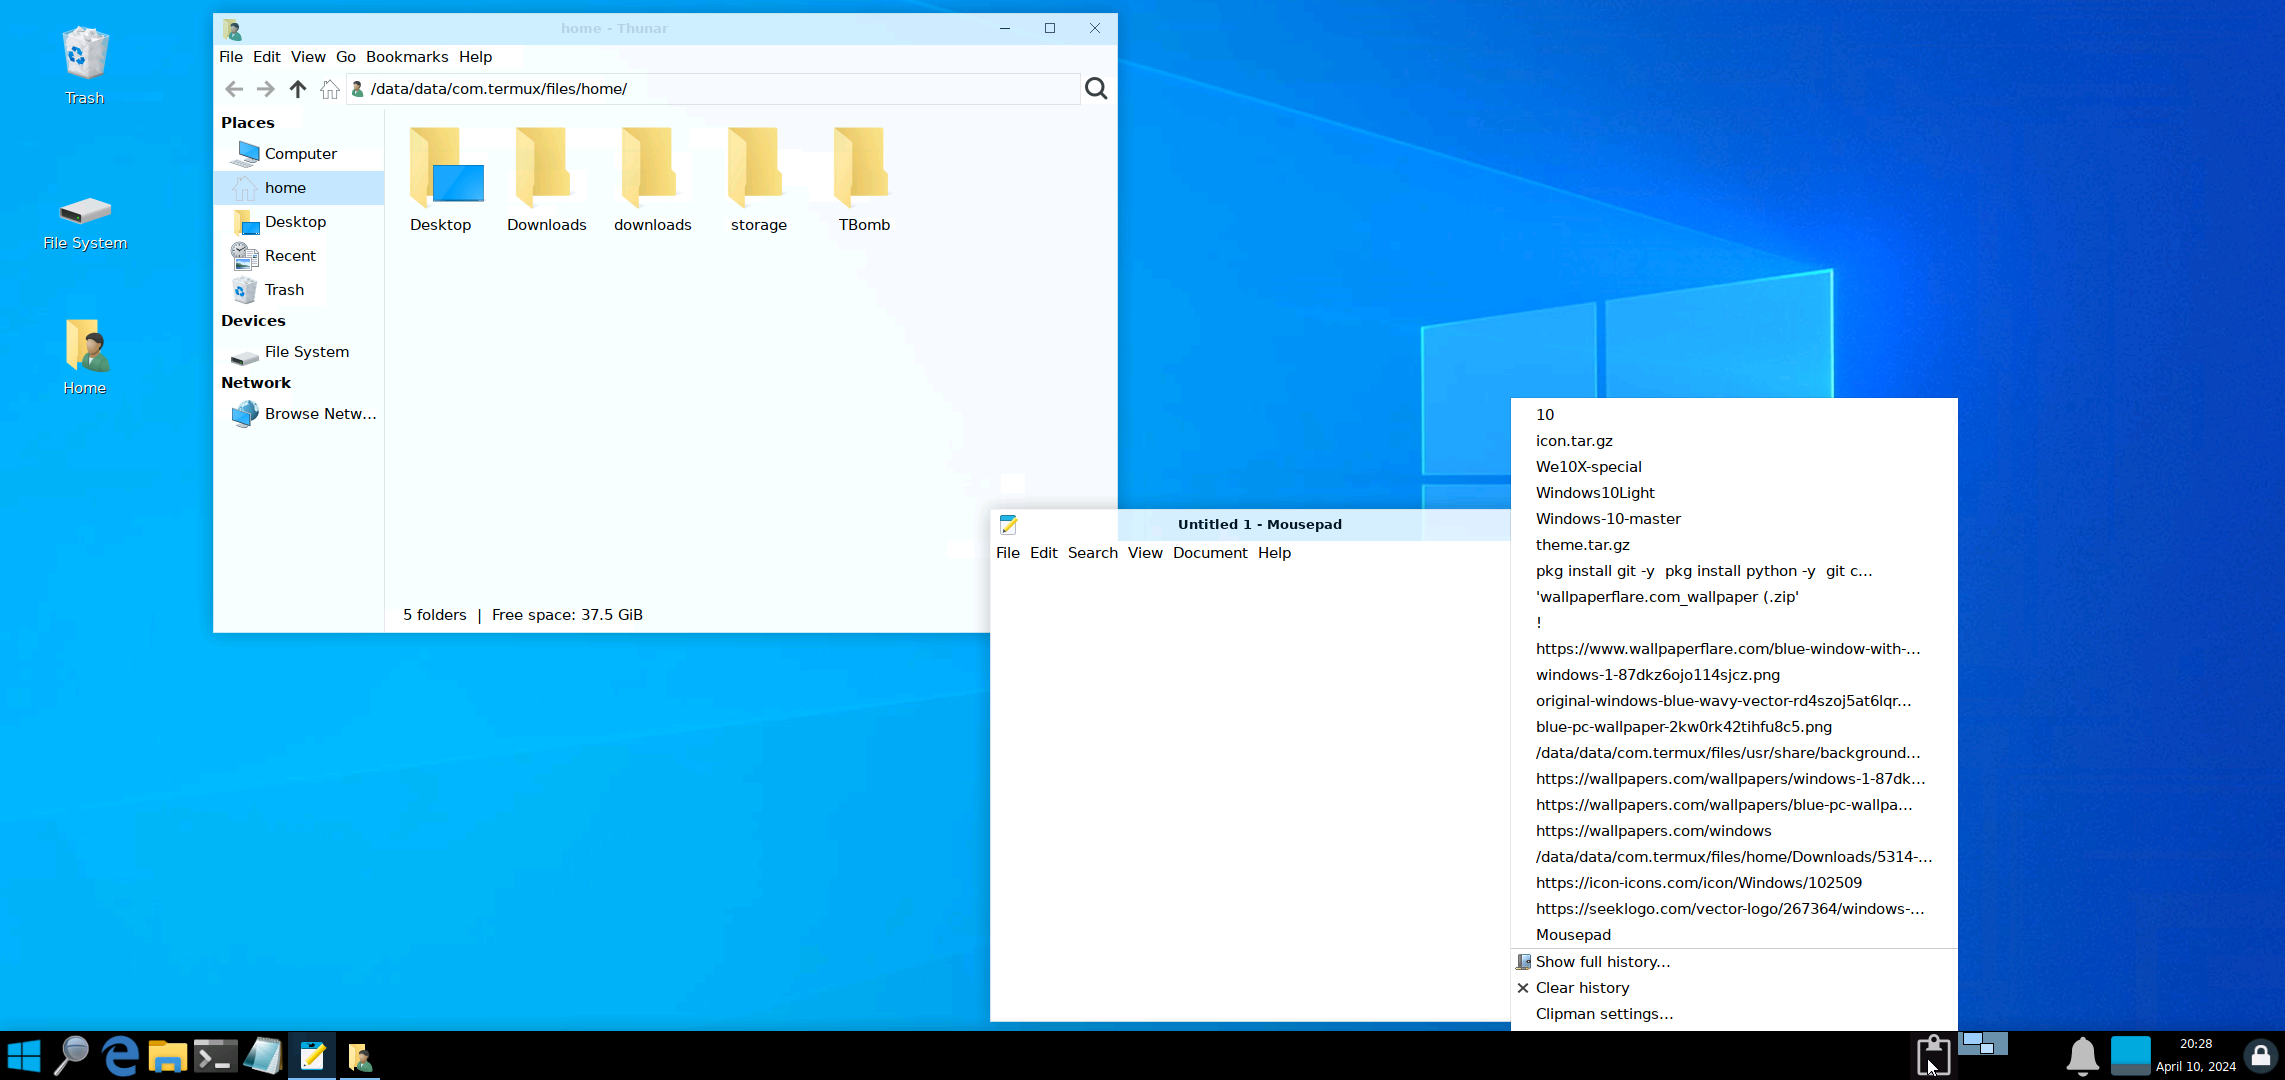 Trash
File System
Home
home - Thunar
File Edit View Go Bookmarks Help
/data/data/com.termux/files/home/
Places
Computer
home
Desktop
Recent
Trash
Devices
File System
Network
Browse Netw...
Desktop Downloads downloads storage TBomb
5 folders | Free space: 37.5 GiB
Untitled 1 - Mousepad
File Edit Search View Document Help
10
icon.tar.gz
We10X-special
Windows10Light
Windows-10-master
theme.tar.gz
pkg install git -y  pkg install python -y  git c...
'wallpaperflare.com_wallpaper (.zip'
!
https://www.wallpaperflare.com/blue-window-with-...
windows-1-87dkz6ojo114sjcz.png
original-windows-blue-wavy-vector-rd4szoj5at6lqr...
blue-pc-wallpaper-2kw0rk42tihfu8c5.png
/data/data/com.termux/files/usr/share/background...
https://wallpapers.com/wallpapers/windows-1-87dk...
https://wallpapers.com/wallpapers/blue-pc-wallpa...
https://wallpapers.com/windows
/data/data/com.termux/files/home/Downloads/5314-...
https://icon-icons.com/icon/Windows/102509
https://seeklogo.com/vector-logo/267364/windows-...
Mousepad
Show full history...
Clear history
Clipman settings...
20:28
April 10, 2024